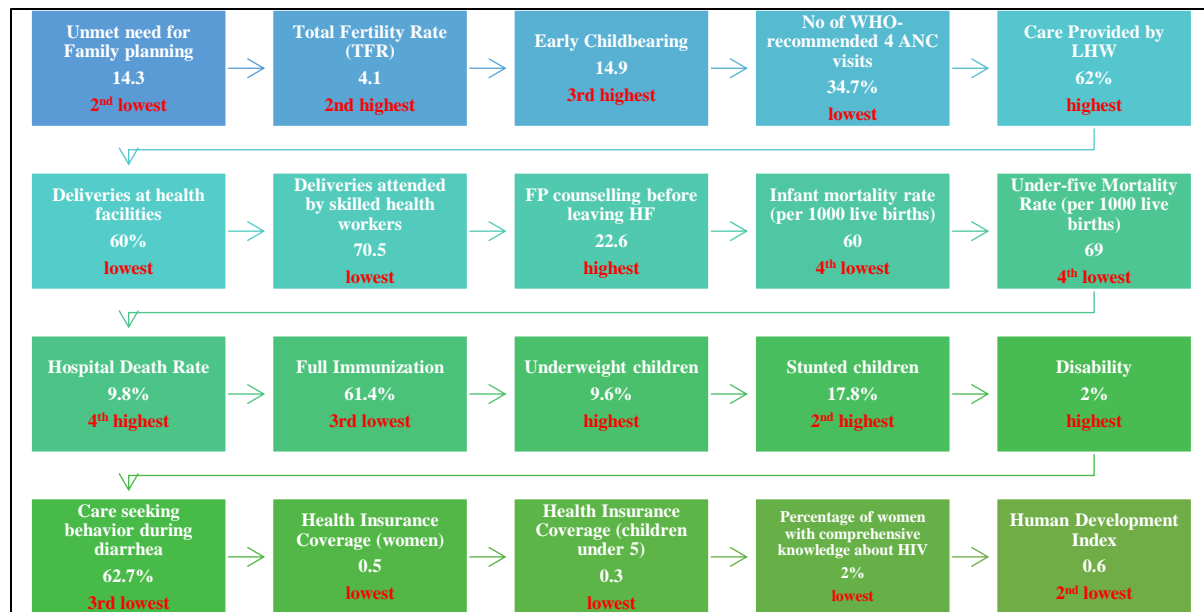 Unmet need for
Family planning
14.3
2nd lowest
Total Fertility Rate
(TFR)
4.1
2nd highest
Early Childbearing
14.9
3rd highest
No of WHO-
recommended 4 ANC
visits
34.7%
lowest
Care Provided by
LHW
62%
highest
Deliveries at health
facilities
60%
lowest
Deliveries attended
by skilled health
workers
70.5
lowest
FP counselling before
leaving HF
22.6
highest
Infant mortality rate
(per 1000 live births)
60
4th lowest
Under-five Mortality
Rate (per 1000 live
births)
69
4th lowest
Hospital Death Rate
9.8%
4th highest
Full Immunization
61.4%
3rd lowest
Underweight children
9.6%
highest
Stunted children
17.8%
2nd highest
Disability
2%
highest
Care seeking
behavior during
diarrhea
62.7%
3rd lowest
Health Insurance
Coverage (women)
0.5
lowest
Health Insurance
Coverage (children
under 5)
0.3
lowest
Percentage of women
with comprehensive
knowledge about HIV
2%
lowest
Human Development
Index
0.6
2nd lowest